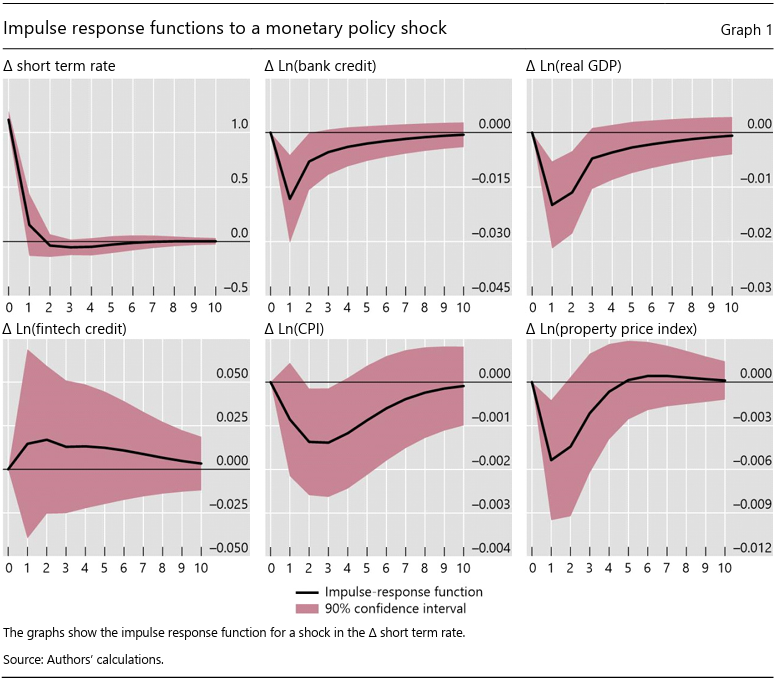 Impulse response functions to a monetary policy shock
Graph 1
Δ short term rate
Δ Ln(bank credit)
Δ Ln(real GDP)
1.0
0.5
0.0
–0.5
0 1 2 3 4 5 6 7 8 9 10
0.000
–0.015
–0.030
–0.045
0 1 2 3 4 5 6 7 8 9 10
0.00
–0.01
–0.02
–0.03
0 1 2 3 4 5 6 7 8 9 10
Δ Ln(fintech credit)
Δ Ln(CPI)
Δ Ln(property price index)
0.050
0.025
0.000
–0.025
–0.050
0 1 2 3 4 5 6 7 8 9 10
0.000
–0.001
–0.002
–0.003
–0.004
0 1 2 3 4 5 6 7 8 9 10
0.000
–0.003
–0.006
–0.009
–0.012
0 1 2 3 4 5 6 7 8 9 10
Impulse-response function
90% confidence interval
The graphs show the impulse response function for a shock in the Δ short term rate.
Source: Authors’ calculations.